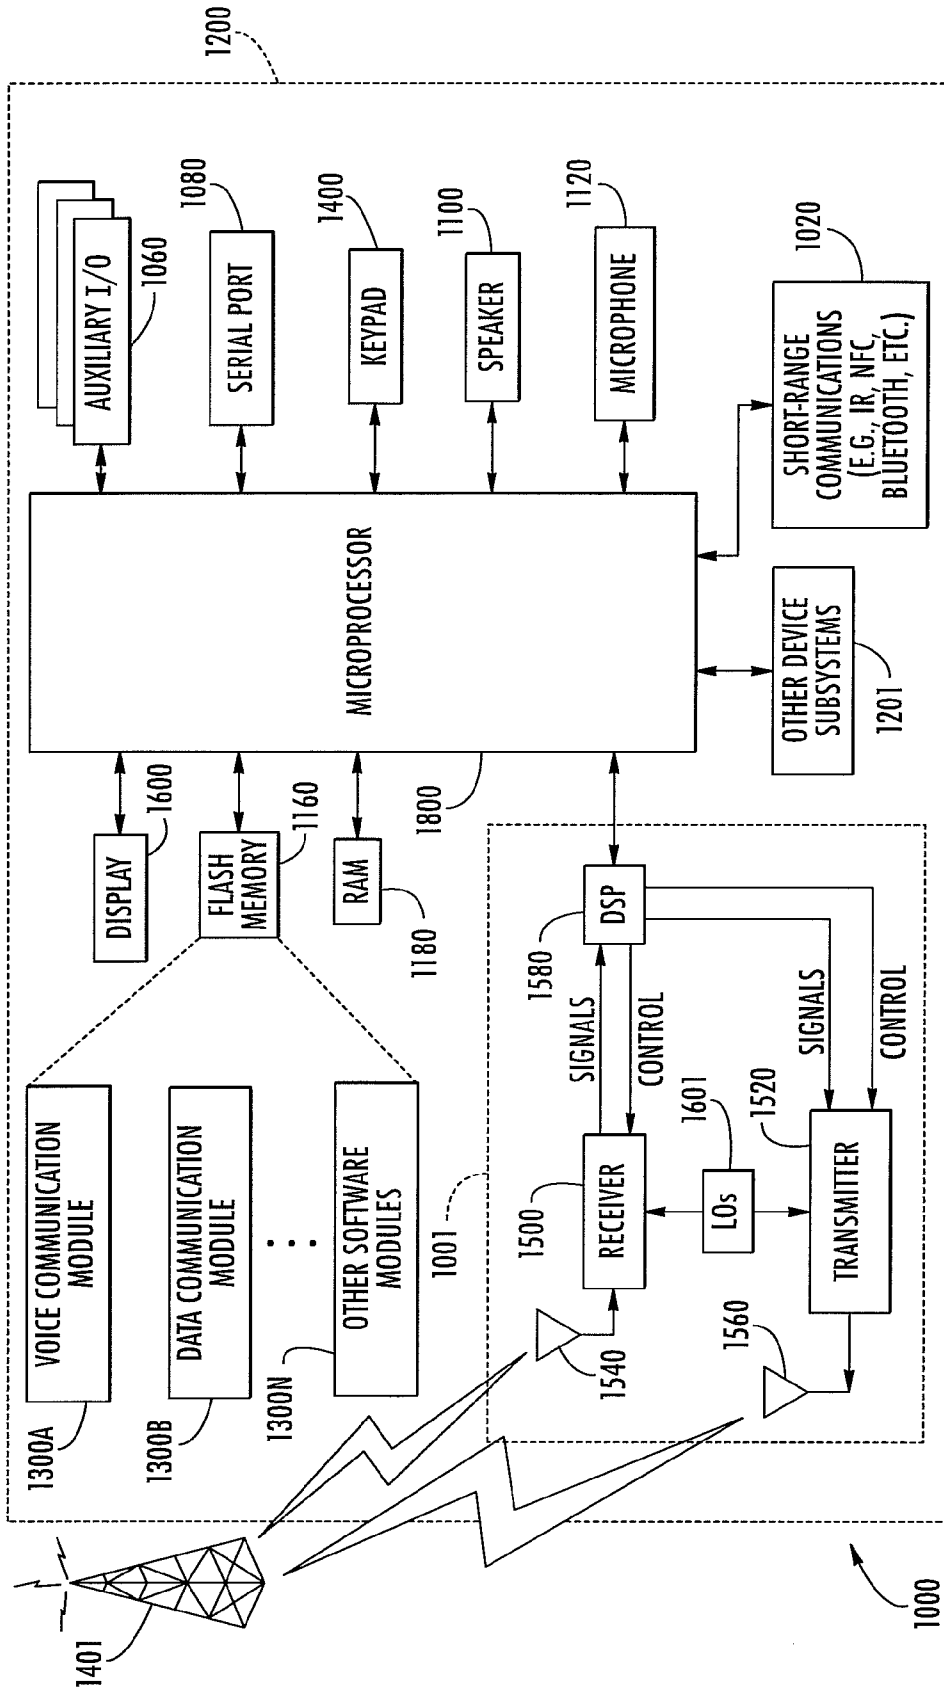 1200
AUXILIARY I/O
1060
SERIAL PORT
1080
KEYPAD
1400
SPEAKER
1100
MICROPHONE
1120
SHORT-RANGE
COMMUNICATIONS
(E.G., IR, NFC,
BLUETOOTH, ETC.)
1020
MICROPROCESSOR
1800
OTHER DEVICE
SUBSYSTEMS
1201
DISPLAY
1600
FLASH
MEMORY
1160
RAM
1180
VOICE COMMUNICATION
MODULE
1300A
DATA COMMUNICATION
MODULE
1300B
• • •
OTHER SOFTWARE
MODULES
1300N
1001
DSP
1580
SIGNALS
CONTROL
SIGNALS
CONTROL
RECEIVER
1500
LOs
1601
TRANSMITTER
1520
1540
1560
1401
1000